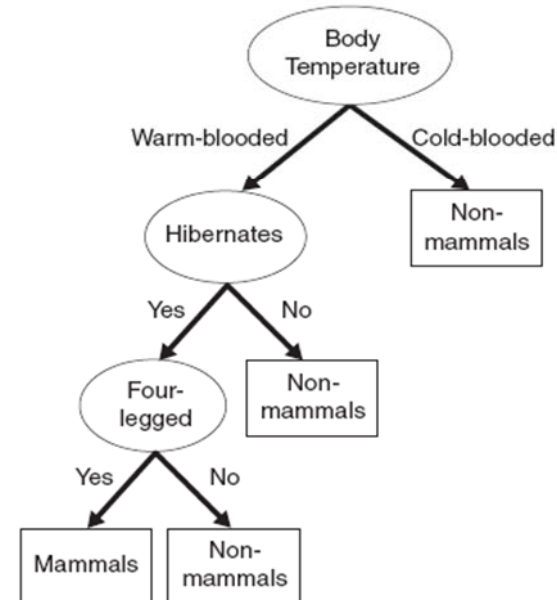 Body
Temperature
Warm-blooded
Cold-blooded
Hibernates
Non-
mammals
Yes
No
Four-
legged
Non-
mammals
Yes
No
Mammals
Non-
mammals